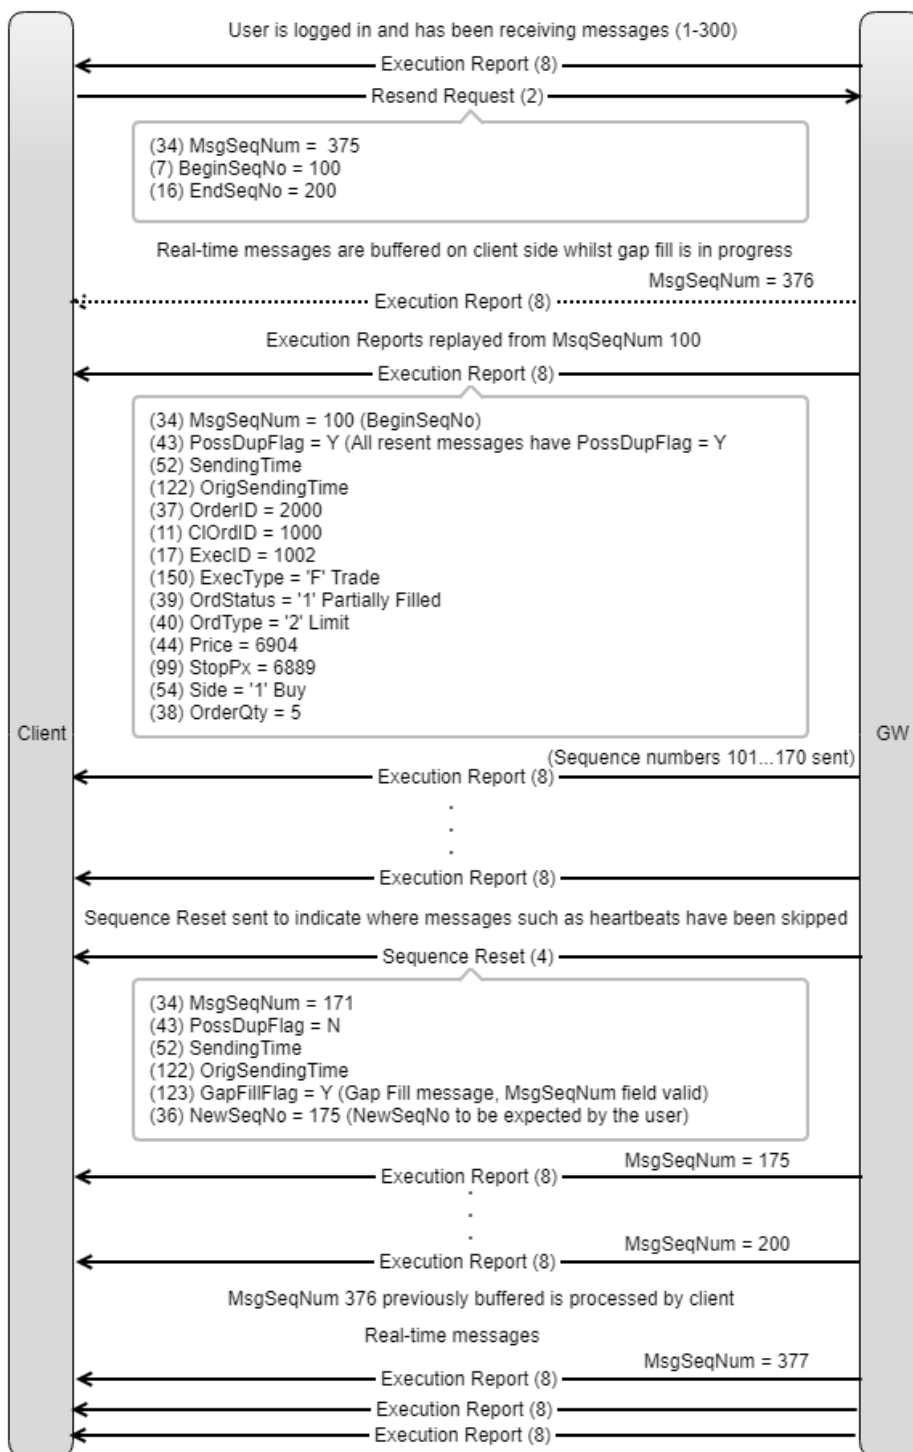 User is logged in and has been receiving messages (1-300)
Execution Report (8)
Resend Request (2)
(34) MsgSeqNum = 375
(7) BeginSeqNo = 100
(16) EndSeqNo = 200
Real-time messages are buffered on client side whilst gap fill is in progress
MsgSeqNum = 376
Execution Report (8)
Execution Reports replayed from MsqSeqNum 100
Execution Report (8)
(34) MsgSeqNum = 100 (BeginSeqNo)
(43) PossDupFlag = Y (All resent messages have PossDupFlag = Y
(52) SendingTime
(122) OrigSendingTime
(37) OrderID = 2000
(11) ClOrdID = 1000
(17) ExecID = 1002
(150) ExecType = 'F' Trade
(39) OrdStatus = '1' Partially Filled
(40) OrdType = '2' Limit
(44) Price = 6904
(99) StopPx = 6889
(54) Side = '1' Buy
(38) OrderQty = 5
Client
GW
(Sequence numbers 101...170 sent)
Execution Report (8)
.
.
.
Execution Report (8)
Sequence Reset sent to indicate where messages such as heartbeats have been skipped
Sequence Reset (4)
(34) MsgSeqNum = 171
(43) PossDupFlag = N
(52) SendingTime
(122) OrigSendingTime
(123) GapFillFlag = Y (Gap Fill message, MsgSeqNum field valid)
(36) NewSeqNo = 175 (NewSeqNo to be expected by the user)
MsgSeqNum = 175
Execution Report (8)
.
.
.
MsgSeqNum = 200
Execution Report (8)
MsgSeqNum 376 previously buffered is processed by client
Real-time messages
MsgSeqNum = 377
Execution Report (8)
Execution Report (8)
Execution Report (8)